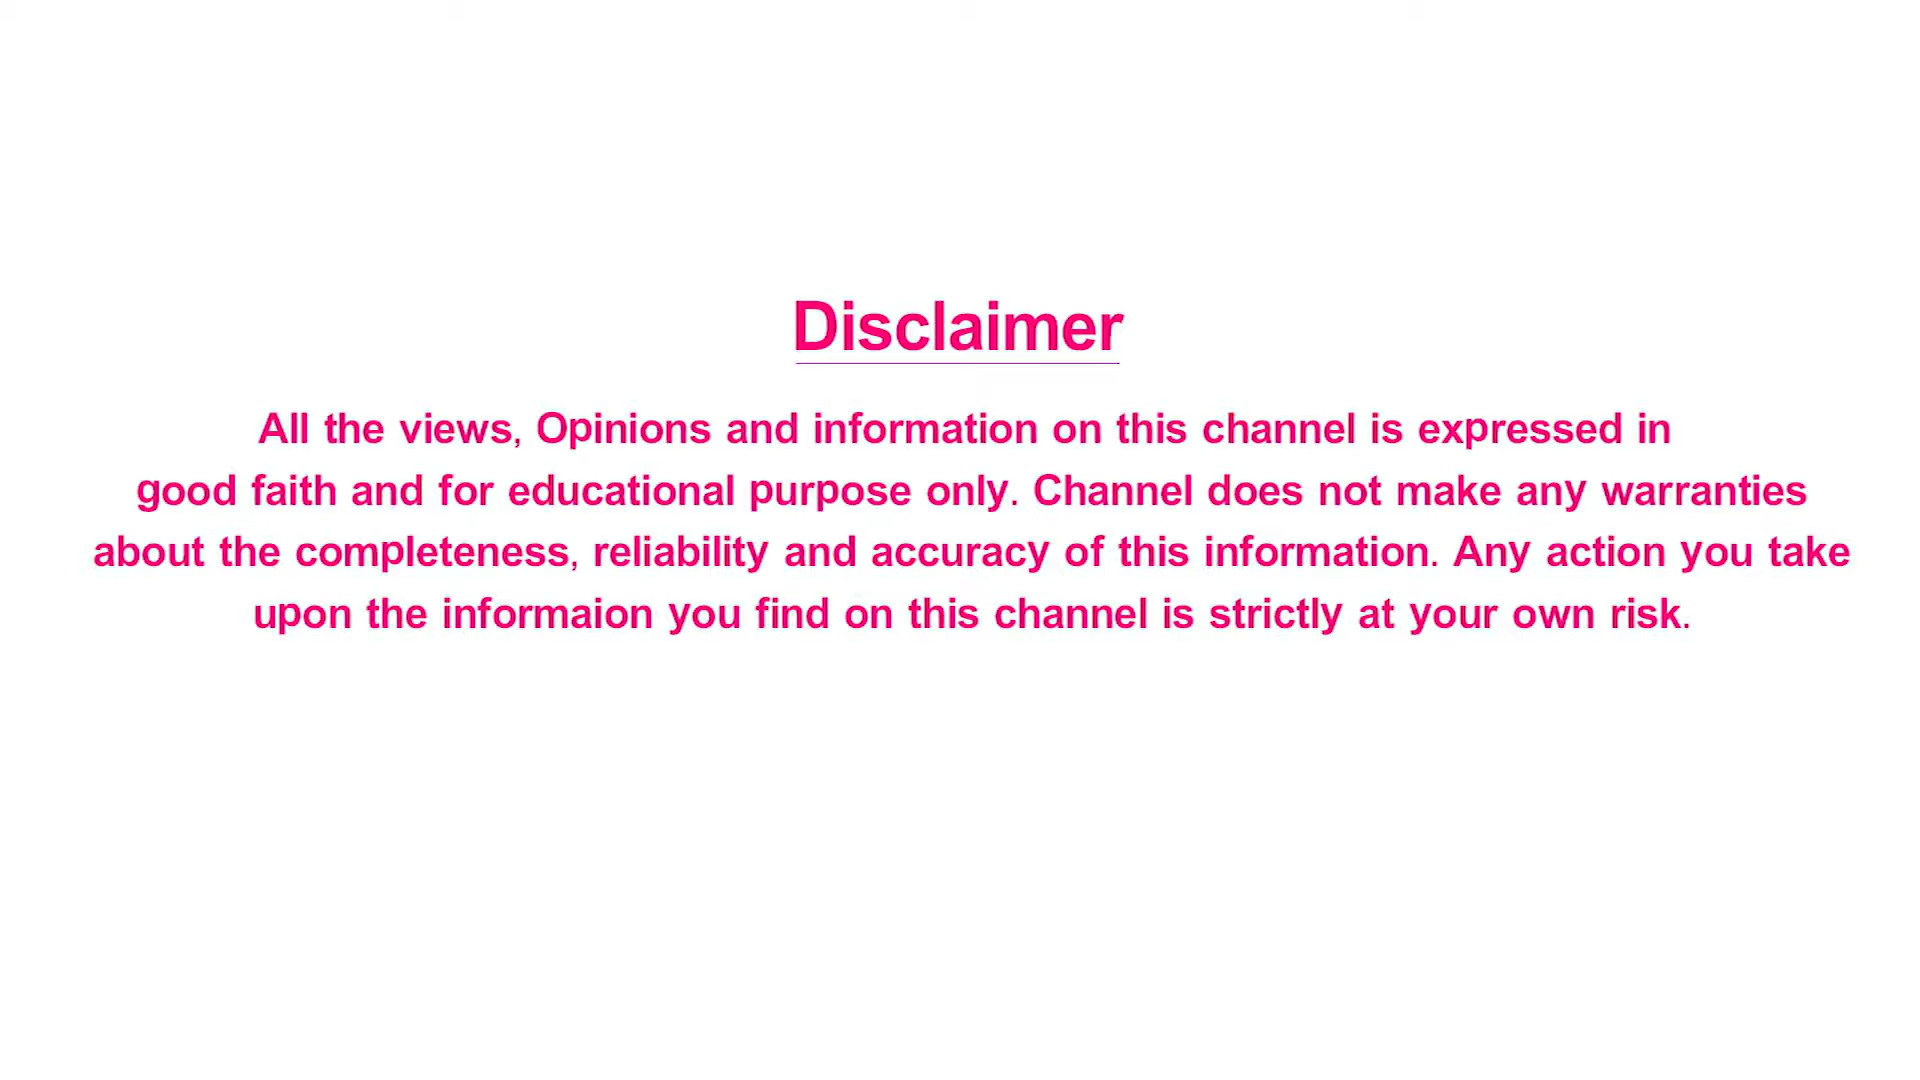 Disclaimer
All the views, Opinions and information on this channel is expressed in
good faith and for educational purpose only. Channel does not make any warranties
about the completeness, reliability and accuracy of this information. Any action you take
upon the informaion you find on this channel is strictly at your own risk.